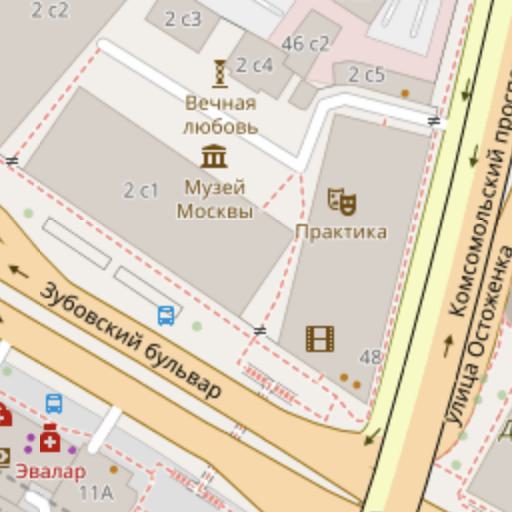 2 с2
2 с3
46 с2
2 с4
2 с5
Вечная
любовь
Музей
Москвы
2 с1
Практика
Комсомольский
улица Остоженка
Зубовский бульвар
48
Эвалар
11А